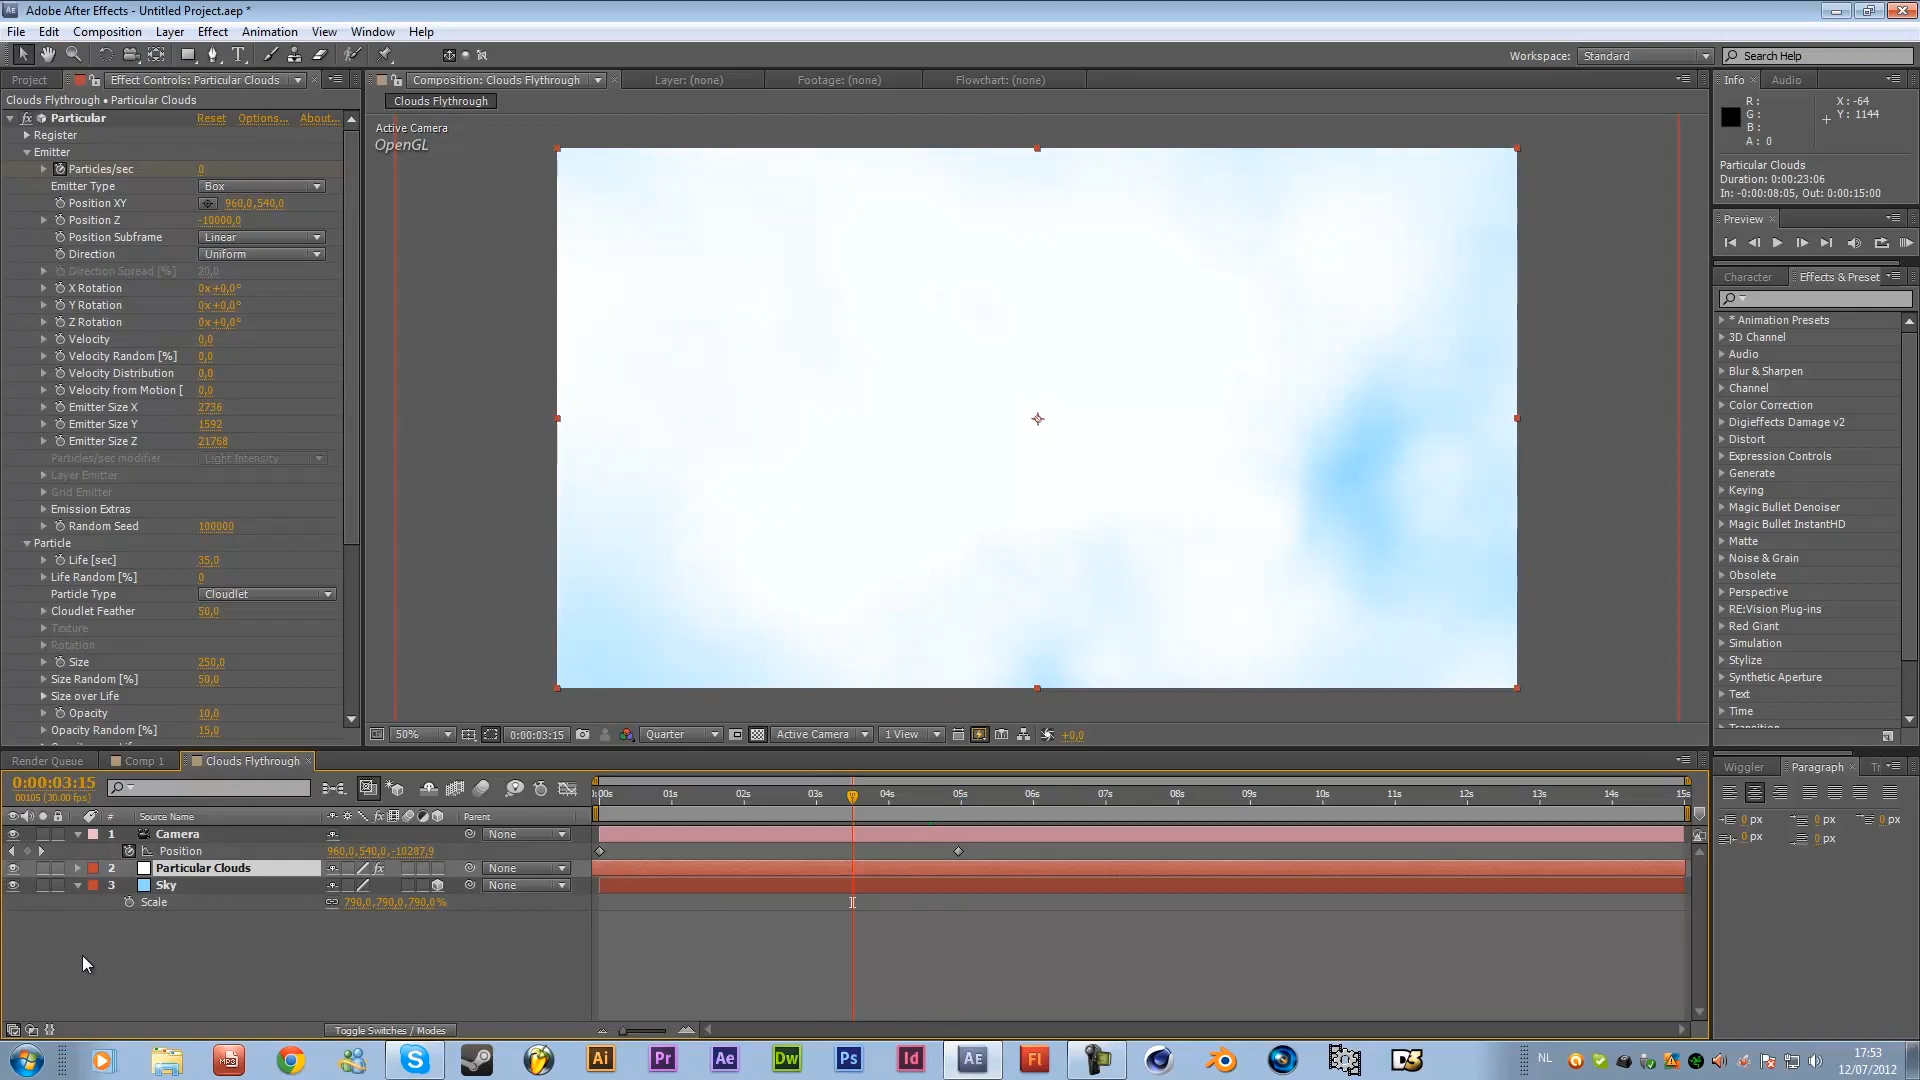 Adobe After Effects - Untitled Project.aep *
File Edit Composition Layer Effect Animation View Window Help
Workspace: Standard Search Help
Project Effect Controls: Particular Clouds
Composition: Clouds Flythrough Layer: (none) Footage: (none) Flowchart: (none)
Info Audio
Clouds Flythrough • Particular Clouds
Clouds Flythrough
Particular Reset Options... About...
Register
Emitter
Particles/sec 0
Emitter Type Box
Position XY 960,0,540,0
Position Z -10000,0
Position Subframe Linear
Direction Uniform
Direction Spread [%] 20,0
X Rotation 0x+0,0°
Y Rotation 0x+0,0°
Z Rotation 0x+0,0°
Velocity 0,0
Velocity Random [%] 0,0
Velocity Distribution 0,0
Velocity from Motion [ 0,0
Emitter Size X 2736
Emitter Size Y 1592
Emitter Size Z 21768
Particles/sec modifier Light Intensity
Layer Emitter
Grid Emitter
Emission Extras
Random Seed 100000
Particle
Life [sec] 35,0
Life Random [%] 0
Particle Type Cloudlet
Cloudlet Feather 50,0
Texture
Rotation
Size 250,0
Size Random [%] 50,0
Size over Life
Opacity 10,0
Opacity Random [%] 15,0
Active Camera
OpenGL
50% 0:00:03:15 Quarter Active Camera 1 View +0,0
R : X : -64
G : Y : 1144
B :
A : 0
Particular Clouds
Duration: 0:00:23:06
In: -0:00:08:05, Out: 0:00:15:00
Preview
Character Effects & Preset
* Animation Presets
3D Channel
Audio
Blur & Sharpen
Channel
Color Correction
Digieffects Damage v2
Distort
Expression Controls
Generate
Keying
Magic Bullet Denoiser
Magic Bullet InstantHD
Matte
Noise & Grain
Obsolete
Perspective
RE:Vision Plug-ins
Red Giant
Simulation
Stylize
Synthetic Aperture
Text
Time
Transition
Render Queue Comp 1 Clouds Flythrough
0:00:03:15
00105 (30.00 fps)
01s 02s 03s 04s 05s 06s 07s 08s 09s 10s 11s 12s 13s 14s 15s
# Source Name Parent
1 Camera None
Position 960,0,540,0,-10287,9
2 Particular Clouds fx None
3 Sky None
Scale 790,0,790,0,790,0%
Toggle Switches / Modes
Wiggler Paragraph
0 px 0 px 0 px
0 px 0 px
MP3 Ai Pr Ae Dw Ps Id AE Fl D3
NL 17:53
12/07/2012